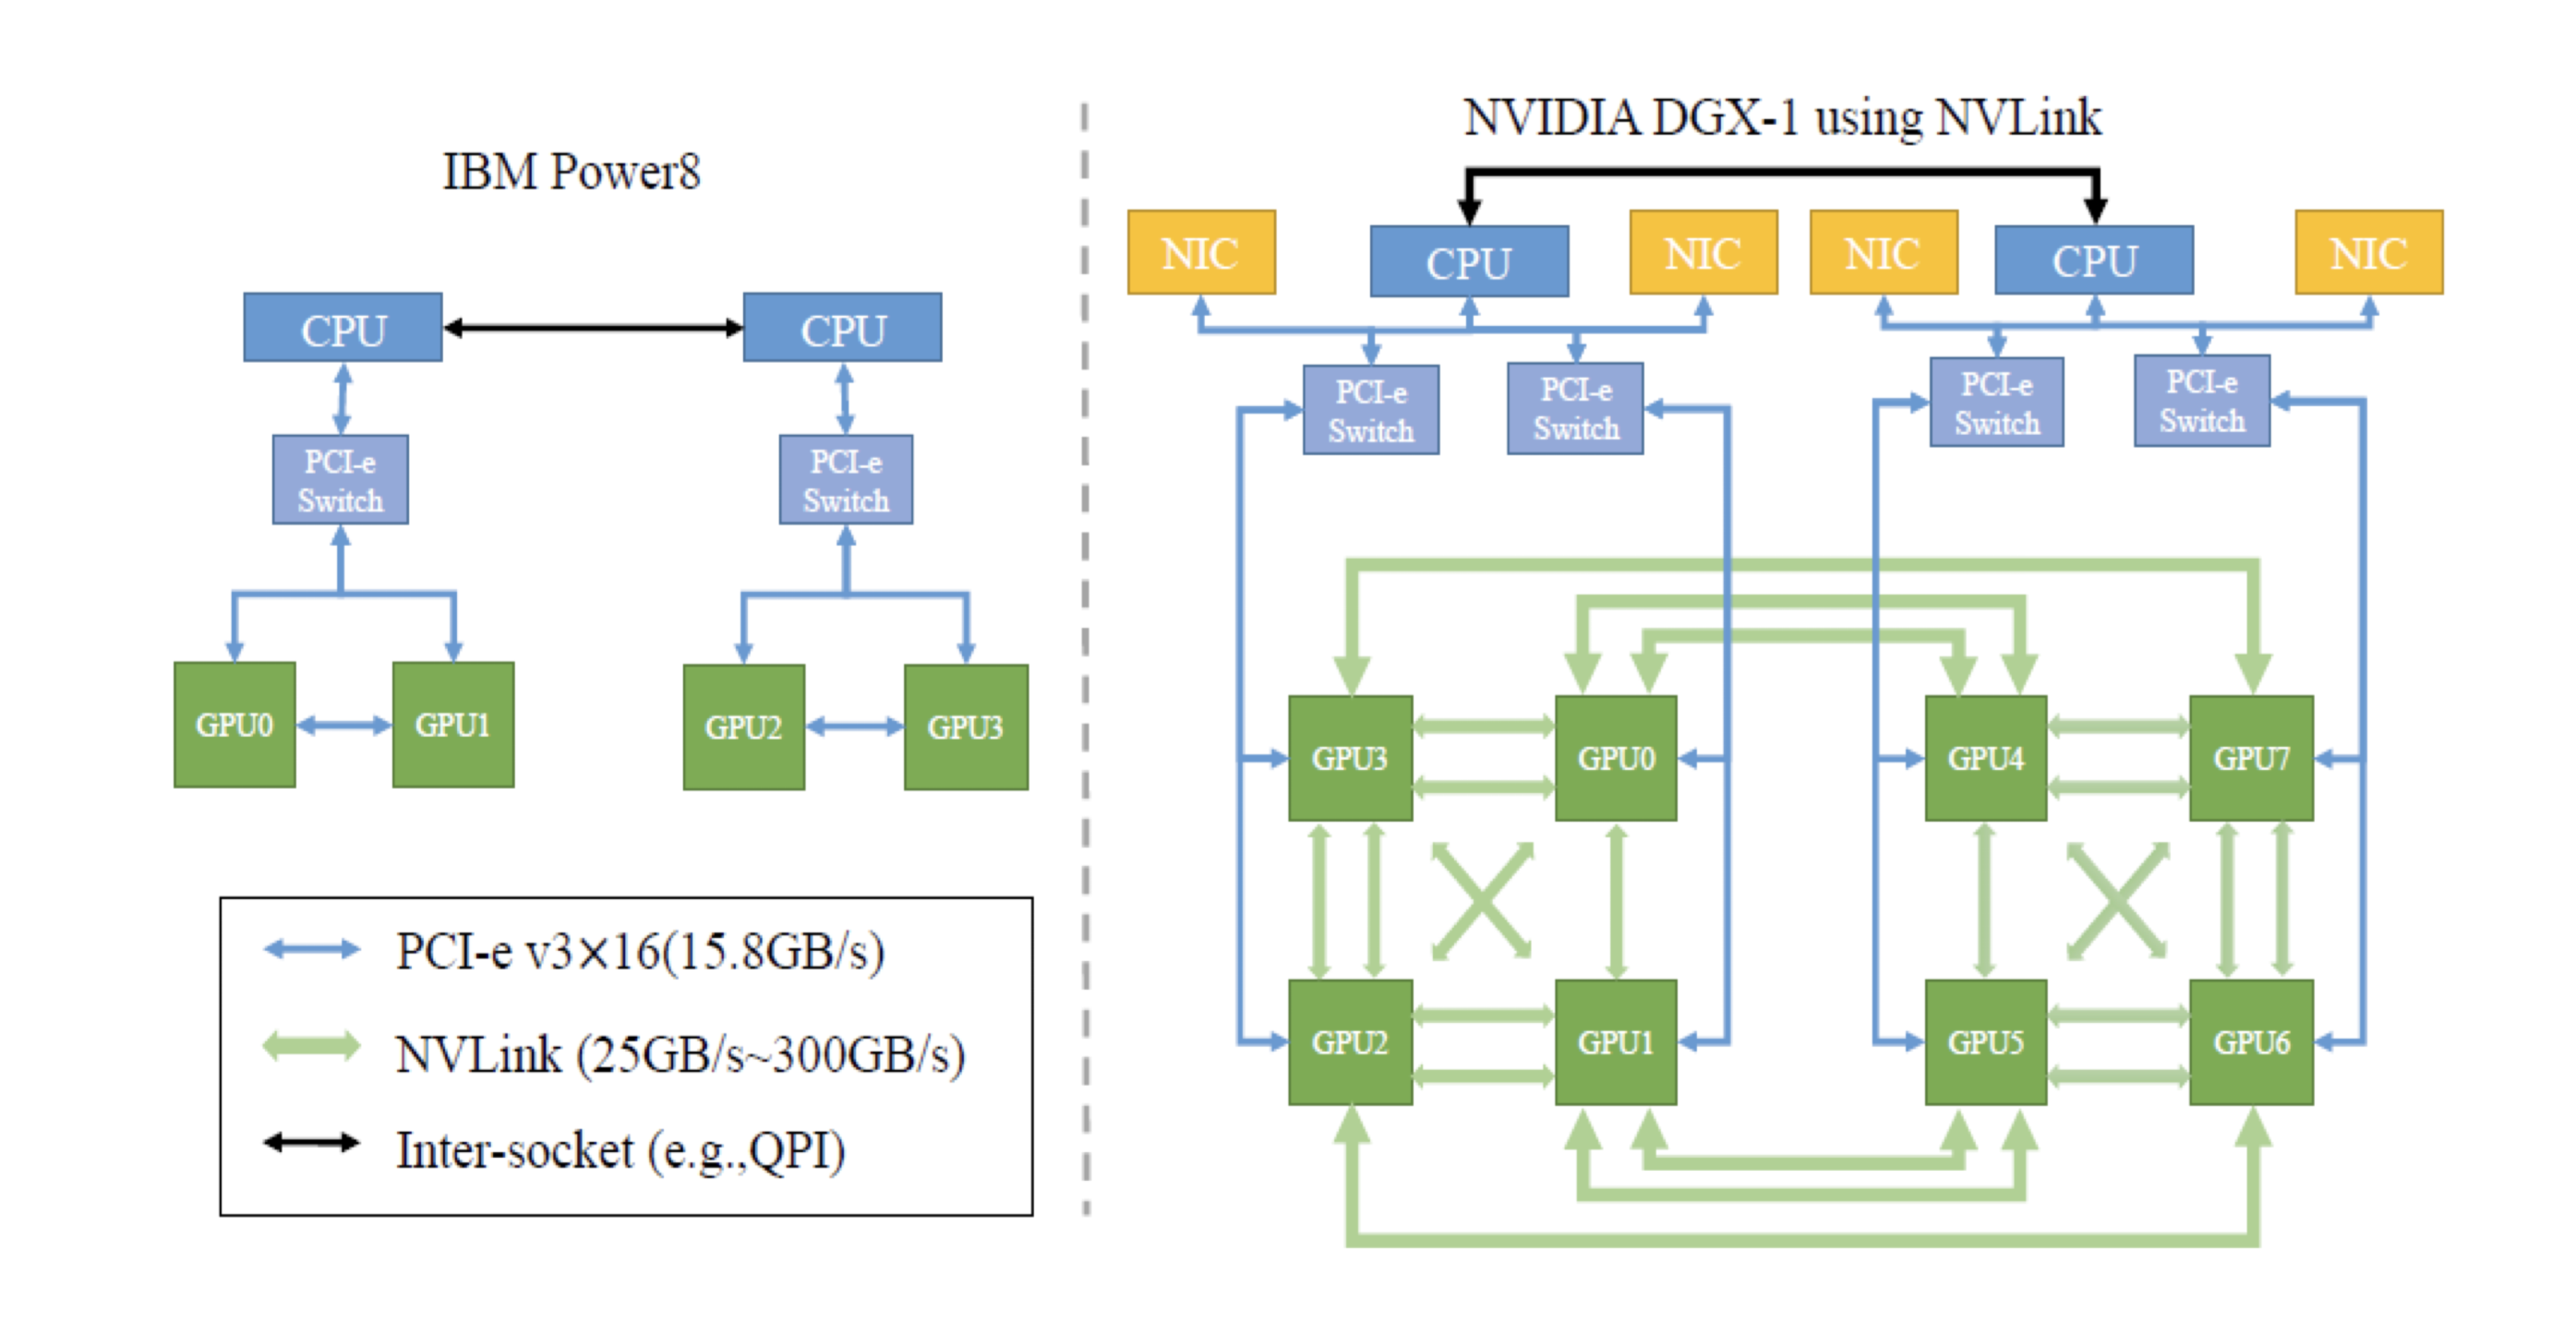 IBM Power8
CPU
CPU
PCI-e
Switch
PCI-e
Switch
GPU0
GPU1
GPU2
GPU3
PCI-e v3×16(15.8GB/s)
NVLink (25GB/s~300GB/s)
Inter-socket (e.g.,QPI)
NVIDIA DGX-1 using NVLink
NIC
CPU
NIC
NIC
CPU
NIC
PCI-e
Switch
PCI-e
Switch
PCI-e
Switch
PCI-e
Switch
GPU3
GPU0
GPU4
GPU7
GPU2
GPU1
GPU5
GPU6